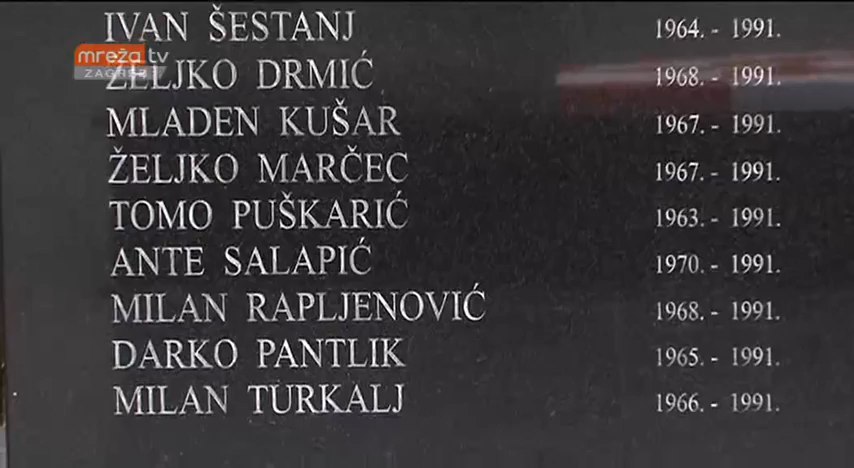 IVAN ŠESTANJ 1964. - 1991.
mreža tv
ZAGREB
ŽELJKO DRMIĆ 1968. - 1991.
MLADEN KUŠAR 1967. - 1991.
ŽELJKO MARČEC 1967. - 1991.
TOMO PUŠKARIĆ 1963. - 1991.
ANTE SALAPIĆ 1970. - 1991.
MILAN RAPLJENOVIĆ 1968. - 1991.
DARKO PANTLIK 1965. - 1991.
MILAN TURKALJ 1966. - 1991.